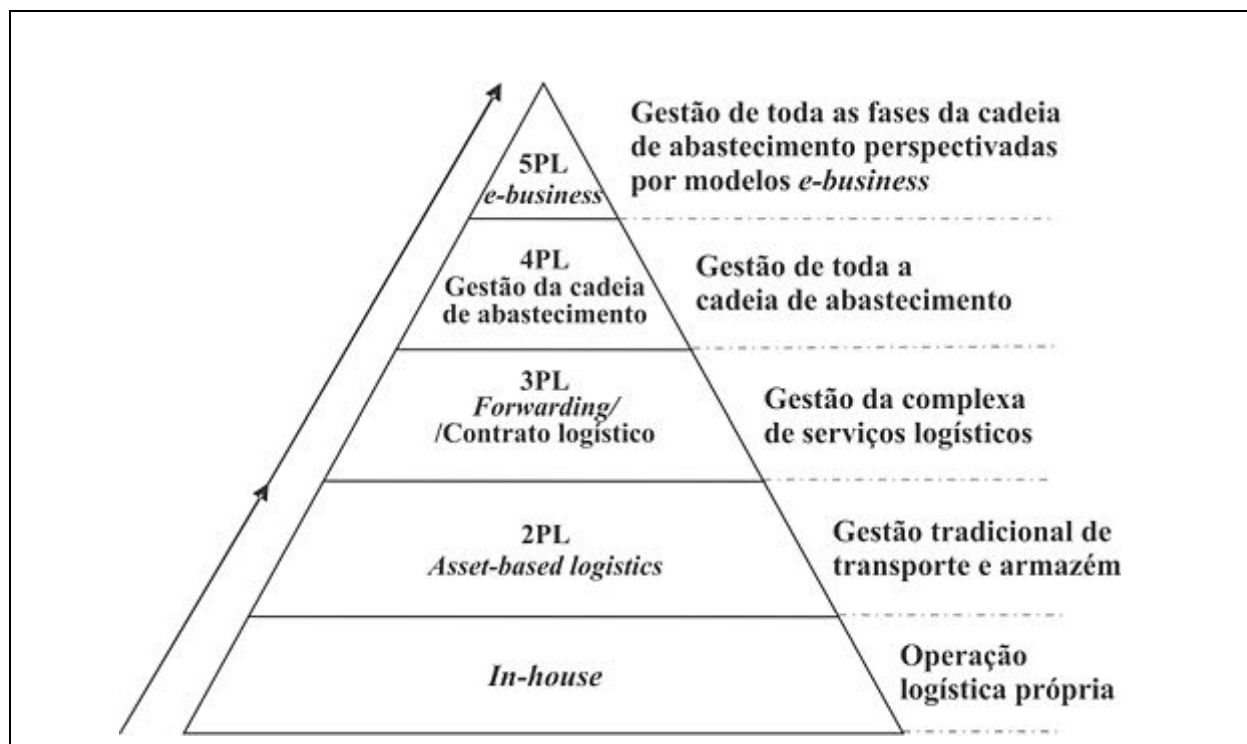 Gestão de toda as fases da cadeia
de abastecimento perspectivadas
por modelos e-business
5PL
e-business
4PL
Gestão da cadeia
de abastecimento
Gestão de toda a
cadeia de abastecimento
3PL
Forwarding/
/Contrato logístico
Gestão da complexa
de serviços logísticos
2PL
Asset-based logistics
Gestão tradicional de
transporte e armazém
In-house
Operação
logística própria